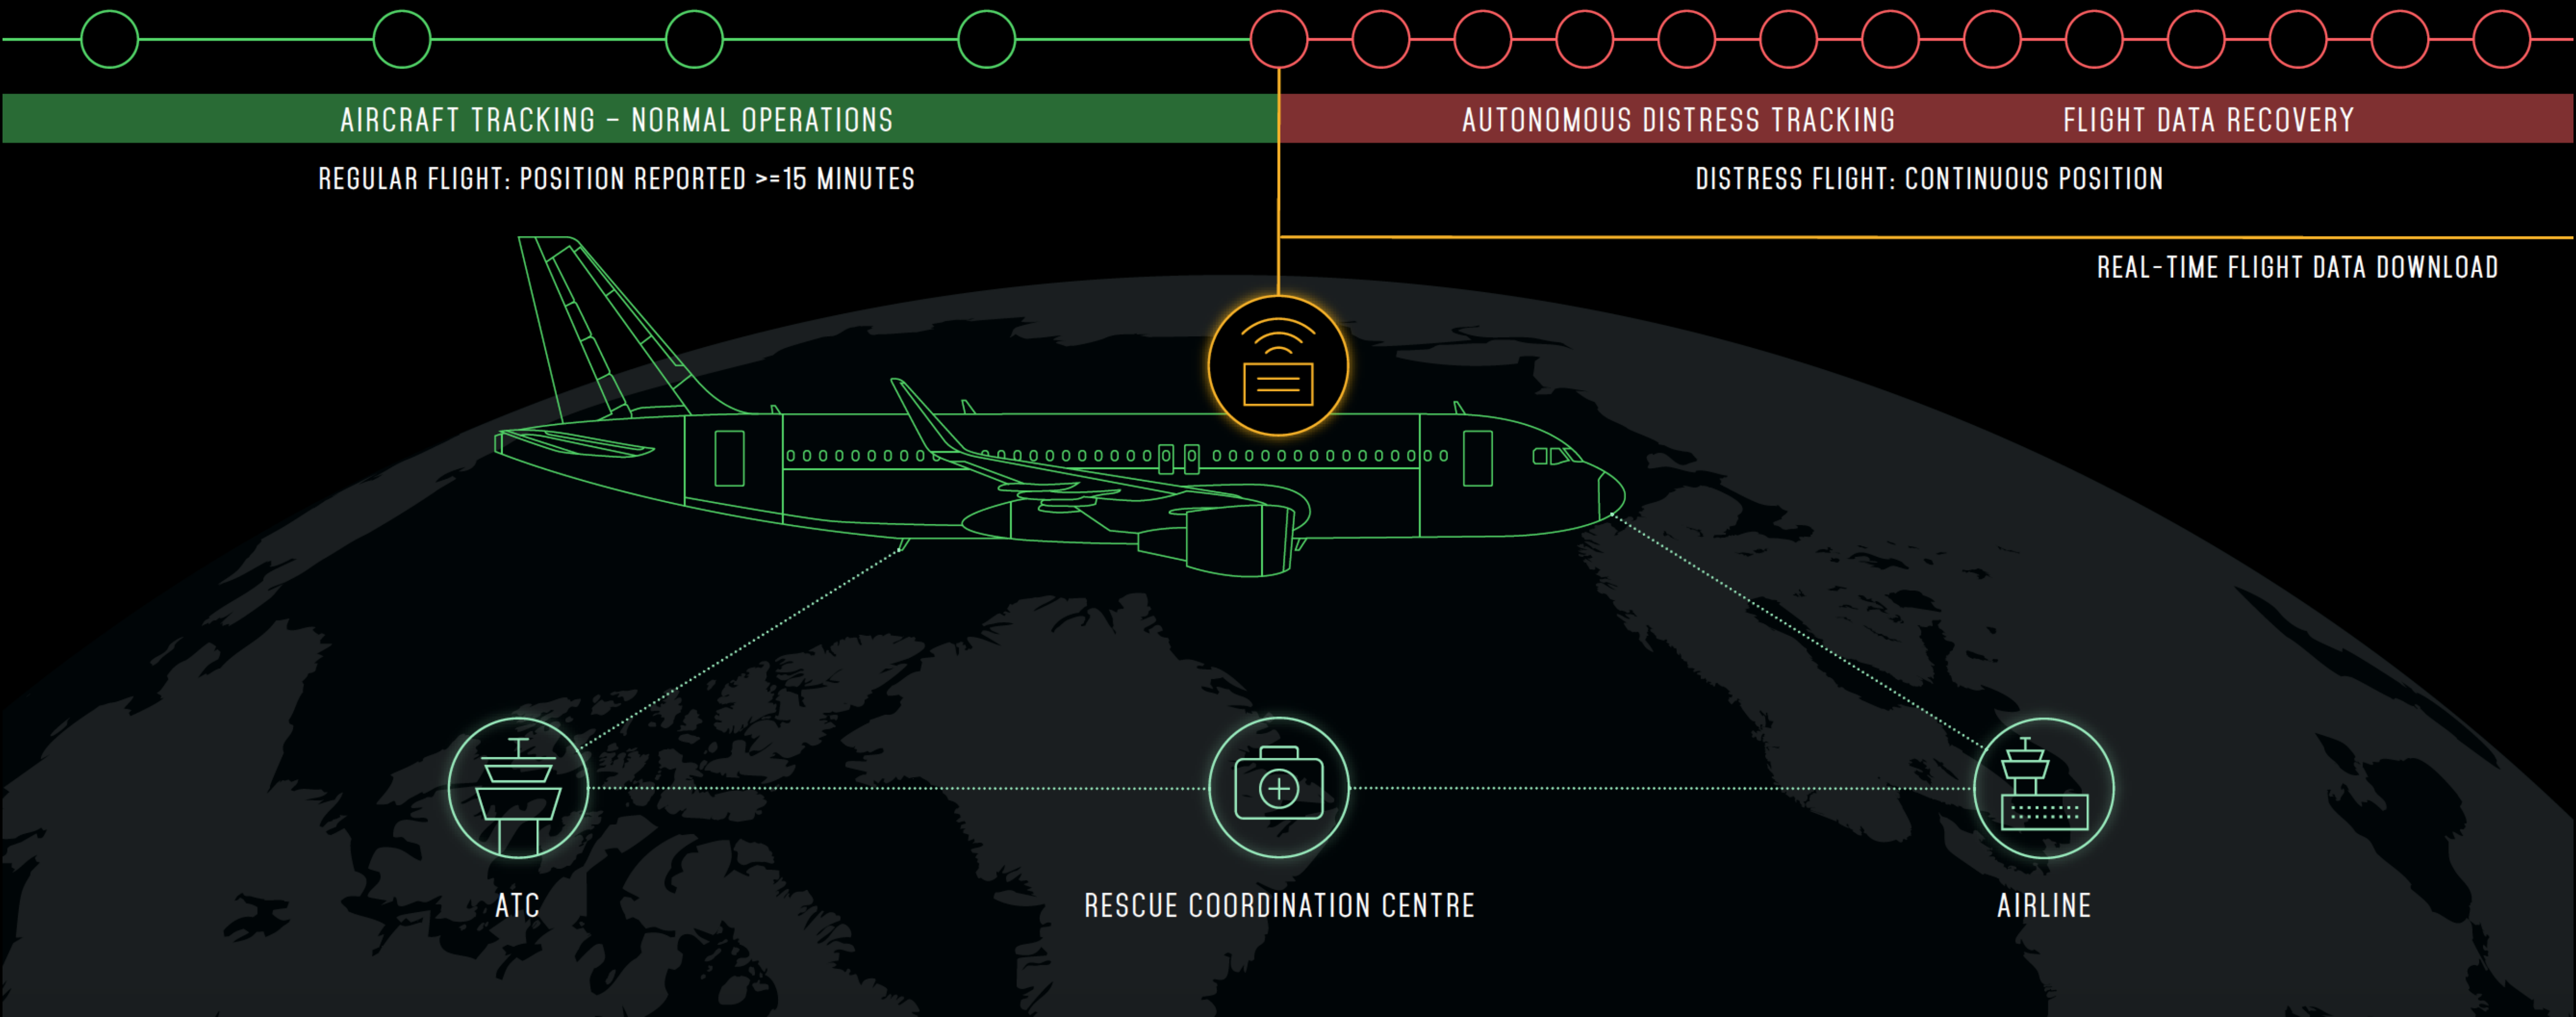 AIRCRAFT TRACKING – NORMAL OPERATIONS
AUTONOMOUS DISTRESS TRACKING
FLIGHT DATA RECOVERY
REGULAR FLIGHT: POSITION REPORTED >=15 MINUTES
DISTRESS FLIGHT: CONTINUOUS POSITION
REAL-TIME FLIGHT DATA DOWNLOAD
ATC
RESCUE COORDINATION CENTRE
AIRLINE